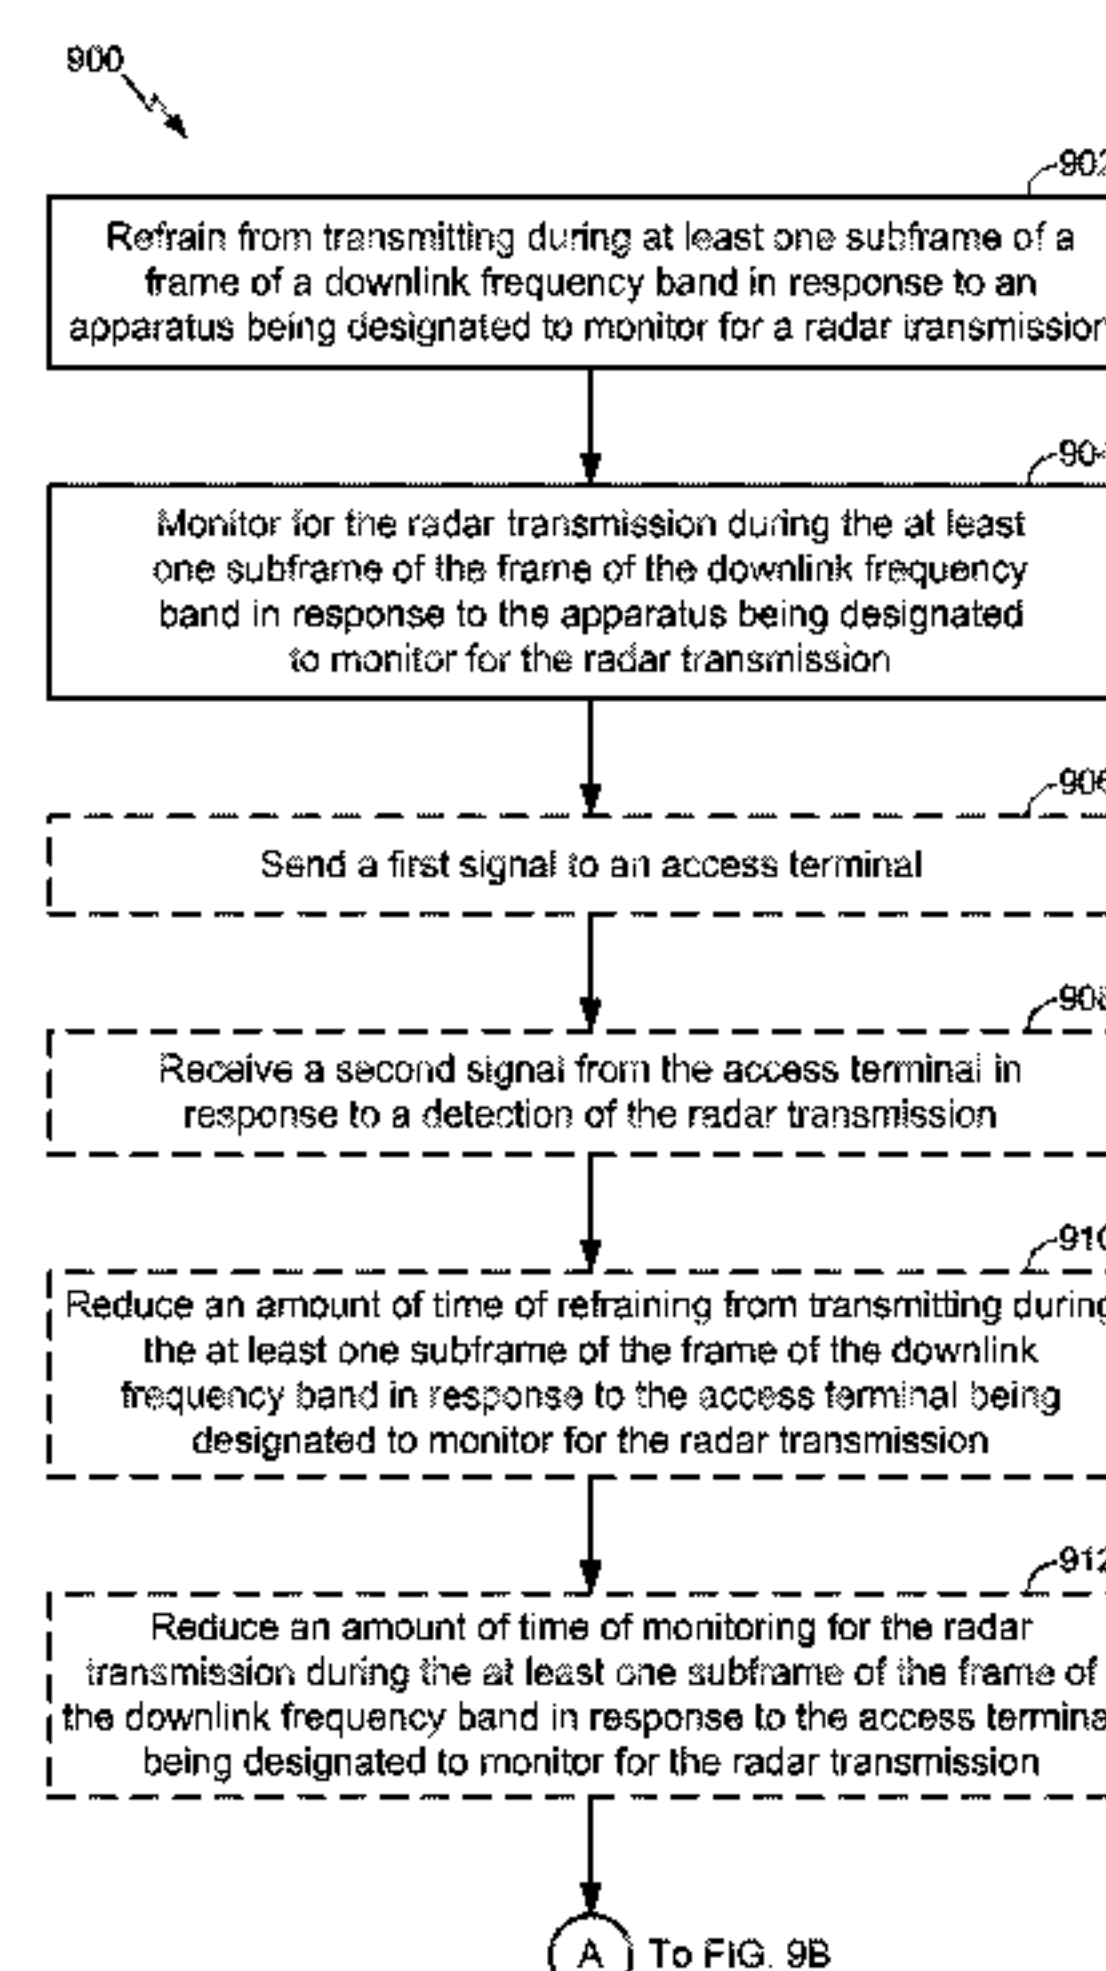 900
Refrain from transmitting during at least one subframe of a
frame of a downlink frequency band in response to an
apparatus being designated to monitor for a radar
Monitor for the radar transmission during the at least
one subframe of the frame of the downlink frequency
band in response to the apparatus being designated
to monitor for the radar transmission
Send a first signal to an access terminal
Receive a second signal from the access terminal in
response to a detection of the radar transmission
Reduce an amount of time of refraining from transmitting during
the at least one subframe of the frame of the downlink
frequency band in response to the access terminal being
designated to monitor for the radar transmission
912
Reduce an amount of time of monitoring for the radar
transmission during the at least one subframe of the frame of
the downlink frequency band in response to the access
being designated to monitor for the radar transmission
A To FIG. 9B